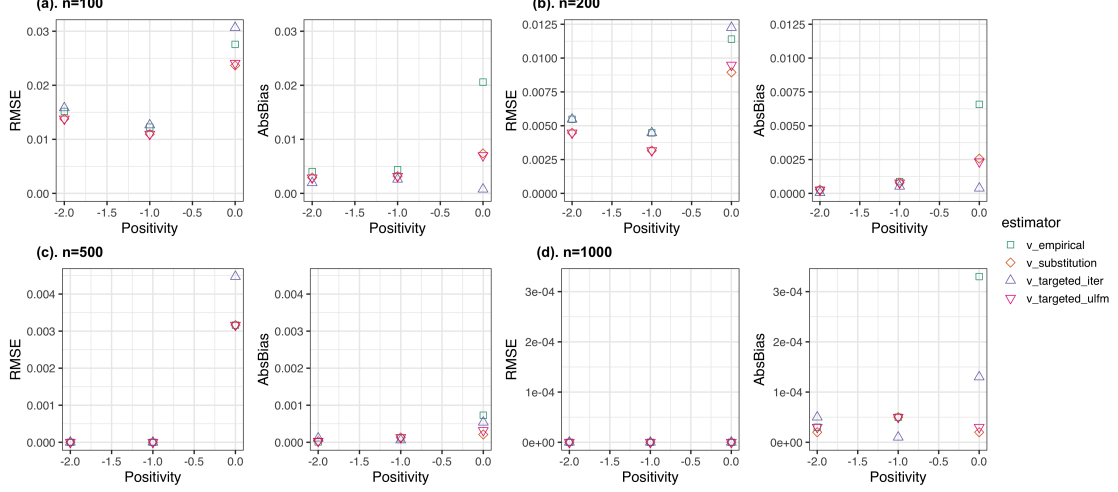 (a). n=100
(b). n=200
0.03
0.02
0.01
0.00
RMSE
-2.0 -1.5 -1.0 -0.5 0.0
Positivity
0.03
0.02
0.01
0.00
AbsBias
-2.0 -1.5 -1.0 -0.5 0.0
Positivity
0.0125
0.0100
0.0075
0.0050
0.0025
0.0000
RMSE
-2.0 -1.5 -1.0 -0.5 0.0
Positivity
0.0125
0.0100
0.0075
0.0050
0.0025
0.0000
AbsBias
-2.0 -1.5 -1.0 -0.5 0.0
Positivity
estimator
v_empirical
v_substitution
v_targeted_iter
v_targeted_ulfm
(c). n=500
(d). n=1000
0.004
0.003
0.002
0.001
0.000
RMSE
-2.0 -1.5 -1.0 -0.5 0.0
Positivity
0.004
0.003
0.002
0.001
0.000
AbsBias
-2.0 -1.5 -1.0 -0.5 0.0
Positivity
3e-04
2e-04
1e-04
0e+00
RMSE
-2.0 -1.5 -1.0 -0.5 0.0
Positivity
3e-04
2e-04
1e-04
0e+00
AbsBias
-2.0 -1.5 -1.0 -0.5 0.0
Positivity